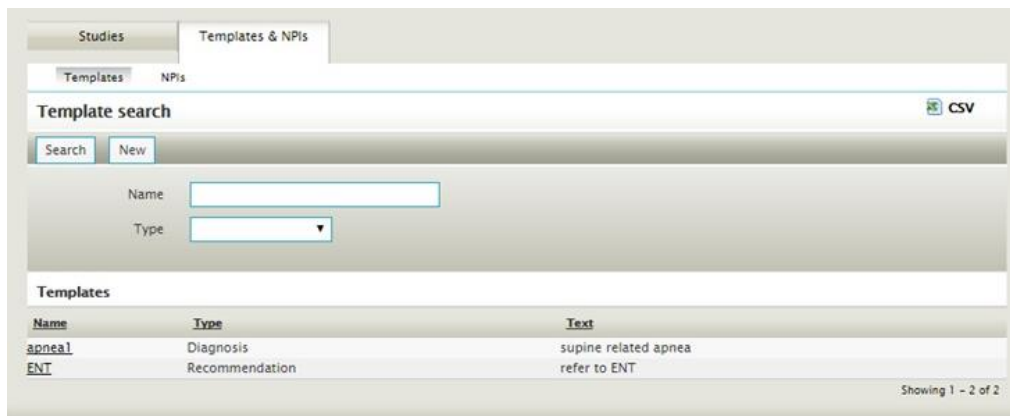 Studies Templates & NPIs
Templates NPIs
Template search CSV
Search New
Name
Type
Templates
Name Type Text
apnea1 Diagnosis supine related apnea
ENT Recommendation refer to ENT
Showing 1 - 2 of 2